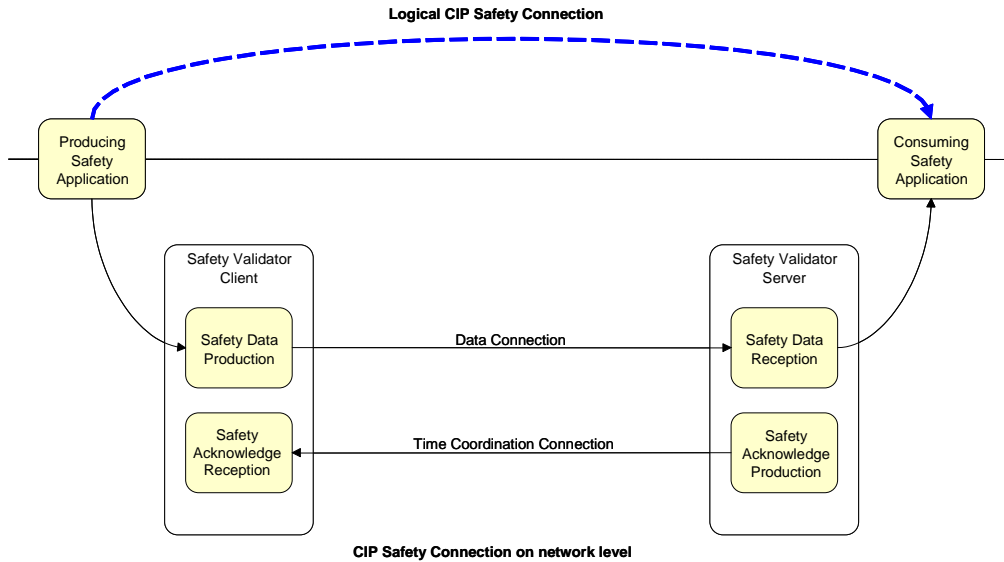 Logical CIP Safety Connection
Producing
Safety
Application
Consuming
Safety
Application
Safety Validator
Client
Safety Validator
Server
Safety Data
Production
Data Connection
Safety Data
Reception
Safety
Acknowledge
Reception
Time Coordination Connection
Safety
Acknowledge
Production
CIP Safety Connection on network level